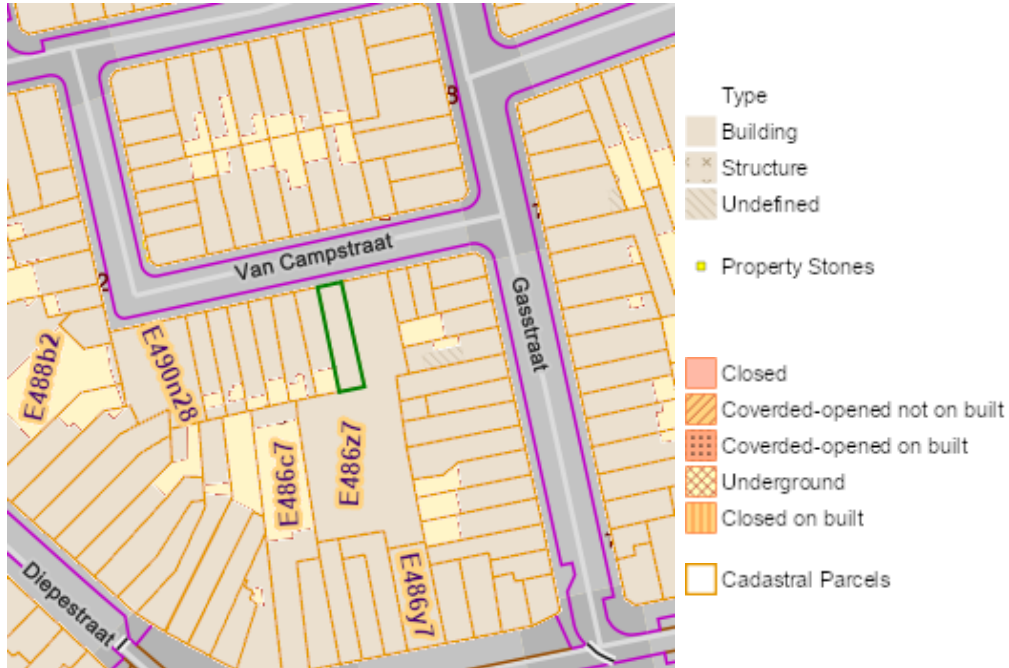 8
Van Campstraat
2
Gasstraat
E488b2
E490n28
E486c7
E486z7
E486y7
Diepestraat
Type
Building
Structure
Undefined
Property Stones
Closed
Coverded-opened not on built
Coverded-opened on built
Underground
Closed on built
Cadastral Parcels